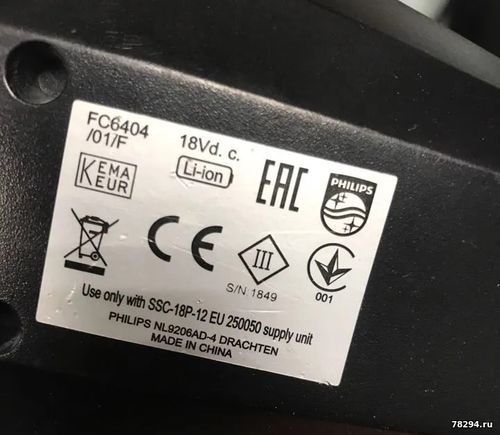 FC6404
/01/F
18Vd. c.
Li-ion
EAC
PHILIPS
KEMA
EUR
CE
III
S/N 1849
001
Use only with SSC-18P-12 EU 250050 supply unit
PHILIPS NL9206AD-4 DRACHTEN
MADE IN CHINA
78294.ru